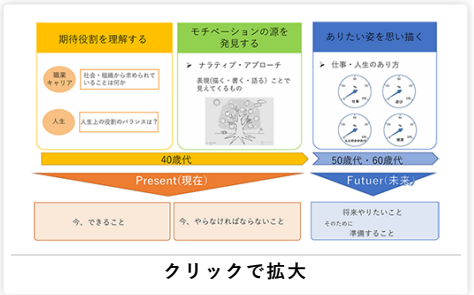 期待役割を理解する
職業
キャリア
社会・組織から求められて
いることは何か
人生
人生上の役割のバランスは？
モチベーションの源を
発見する
➤ ナラティブ・アプローチ
表現(描く・書く・語る)ことで
見えてくるもの
ありたい姿を思い描く
➤ 仕事・人生のあり方
仕事
遊び
健康
40歳代
50歳代・60歳代
Present(現在)
Futuer(未来)
今、できること
今、やらなければならないこと
将来やりたいこと
そのために
準備すること
クリックで拡大